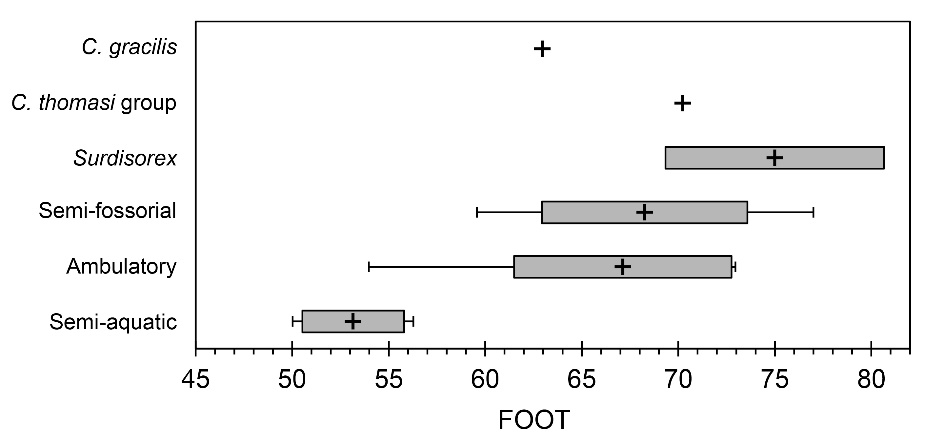 C. gracilis
C. thomasi group
Surdisorex
Semi-fossorial
Ambulatory
Semi-aquatic
45 50 55 60 65 70 75 80
FOOT